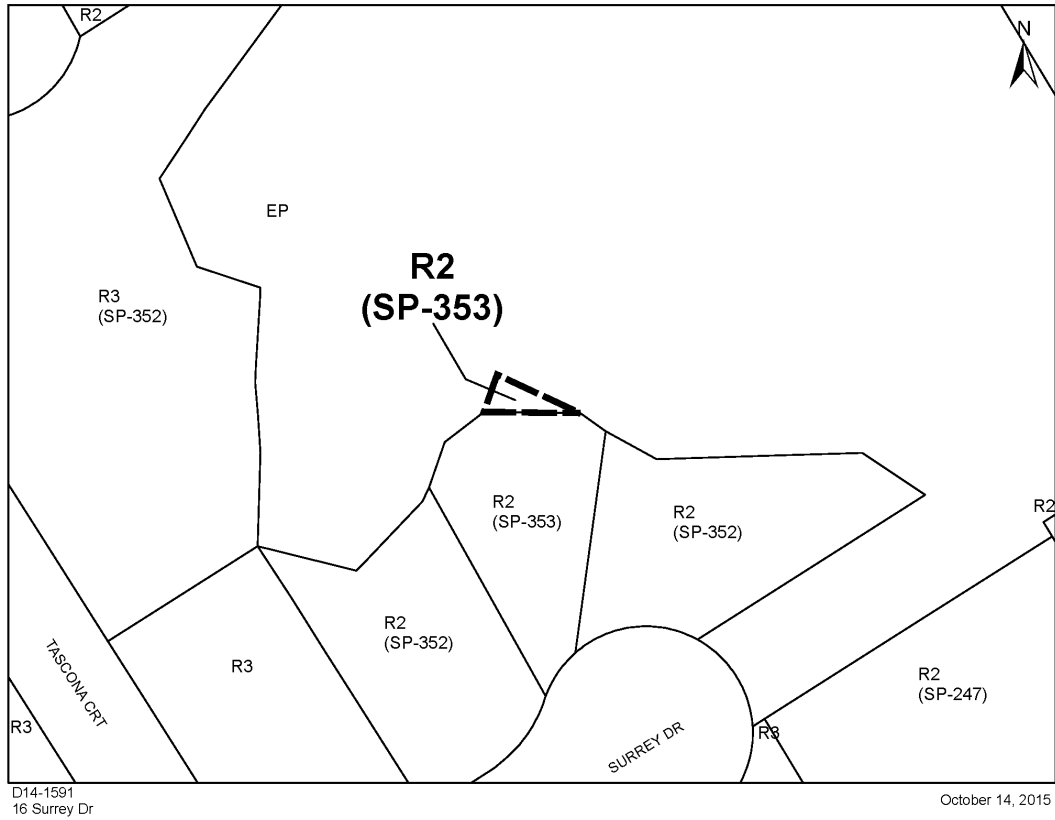 R2
N
EP
R2
(SP-353)
R3
(SP-352)
R2
(SP-353)
R2
(SP-352)
R2
R2
(SP-352)
TASCONA CRT
R3
R2
(SP-247)
R3
SURREY DR
R3
D14-1591
16 Surrey Dr
October 14, 2015